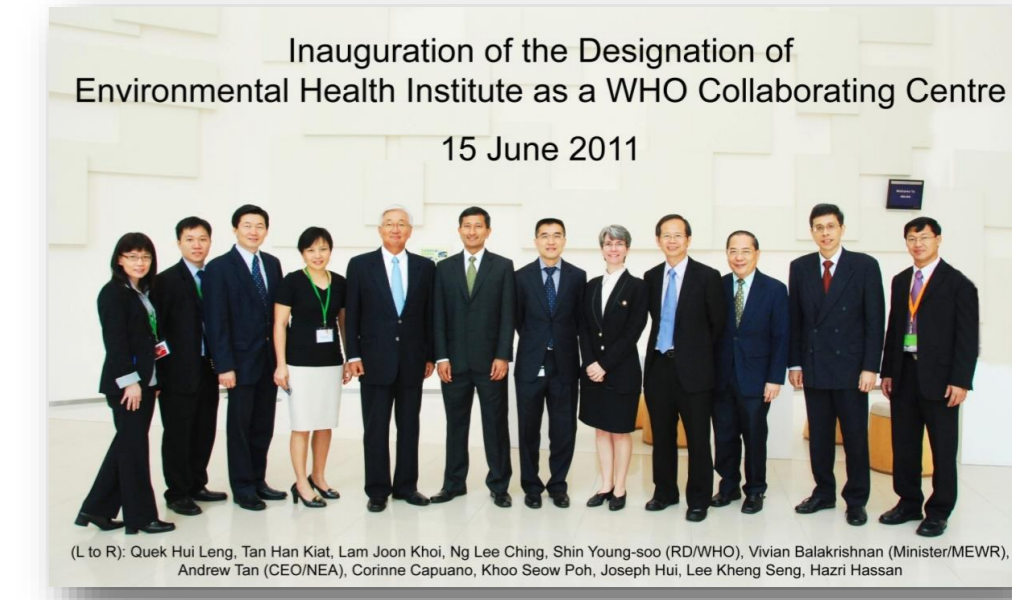 Inauguration of the Designation of
Environmental Health Institute as a WHO Collaborating Centre
15 June 2011
(L to R): Quek Hui Leng, Tan Han Kiat, Lam Joon Khoi, Ng Lee Ching, Shin Young-soo (RD/WHO), Vivian Balakrishnan (Minister/MEWR),
Andrew Tan (CEO/NEA), Corinne Capuano, Khoo Seow Poh, Joseph Hui, Lee Kheng Seng, Hazri Hassan